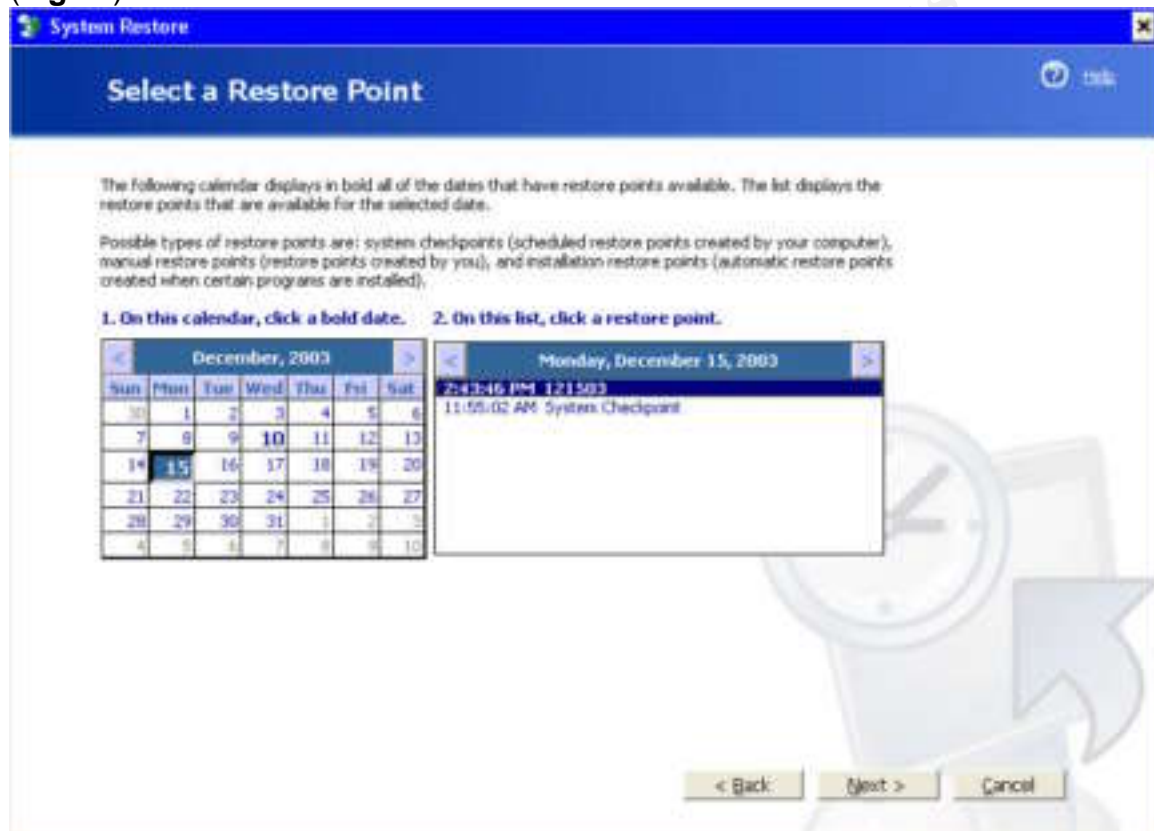 System Restore
Select a Restore Point
Help
The following calendar displays in bold all of the dates that have restore points available. The list displays the
restore points that are available for the selected date.
Possible types of restore points are: system checkpoints (scheduled restore points created by your computer),
manual restore points (restore points created by you), and installation restore points (automatic restore points
created when certain programs are installed).
1. On this calendar, click a bold date. 2. On this list, click a restore point.
< December, 2003 > < Monday, December 15, 2003 >
Sun Mon Tue Wed Thu Fri Sat
2:43:46 PM 121503
30 1 2 3 4 5 6
11:55:02 AM System Checkpoint
7 8 9 10 11 12 13
14 15 16 17 18 19 20
21 22 23 24 25 26 27
28 29 30 31 1 2 3
4 5 6 7 8 9 10
< Back Next > Cancel